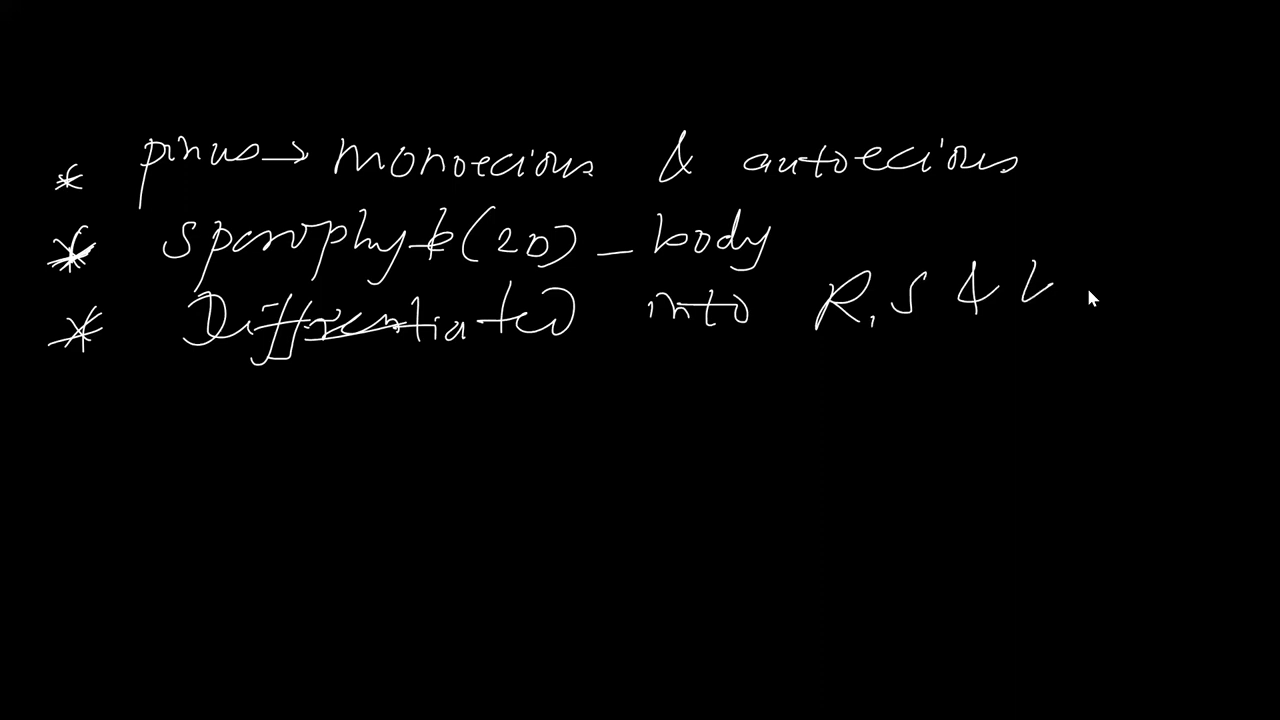 * pinus → monoecious & autoecious
* sporophyte (2n) - body
* Differentiated into R, S & L